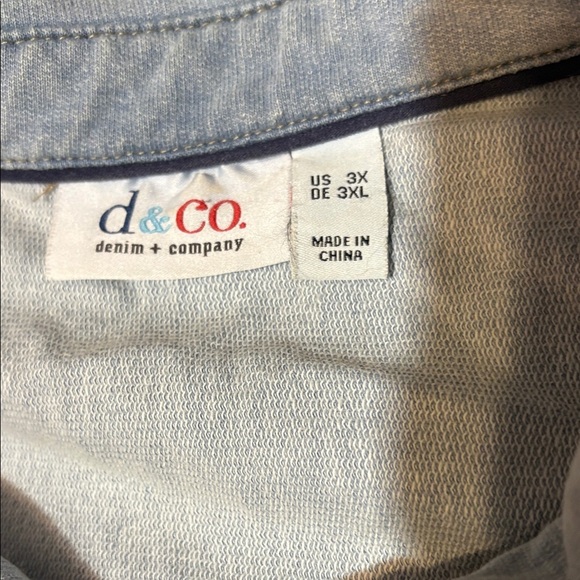 d&co.
denim + company
US 3X
DE 3XL
MADE IN
CHINA